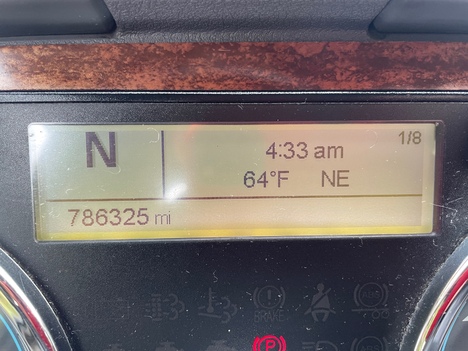 N
4:33 am
1/8
64°F NE
786325 mi
BRAKE
P